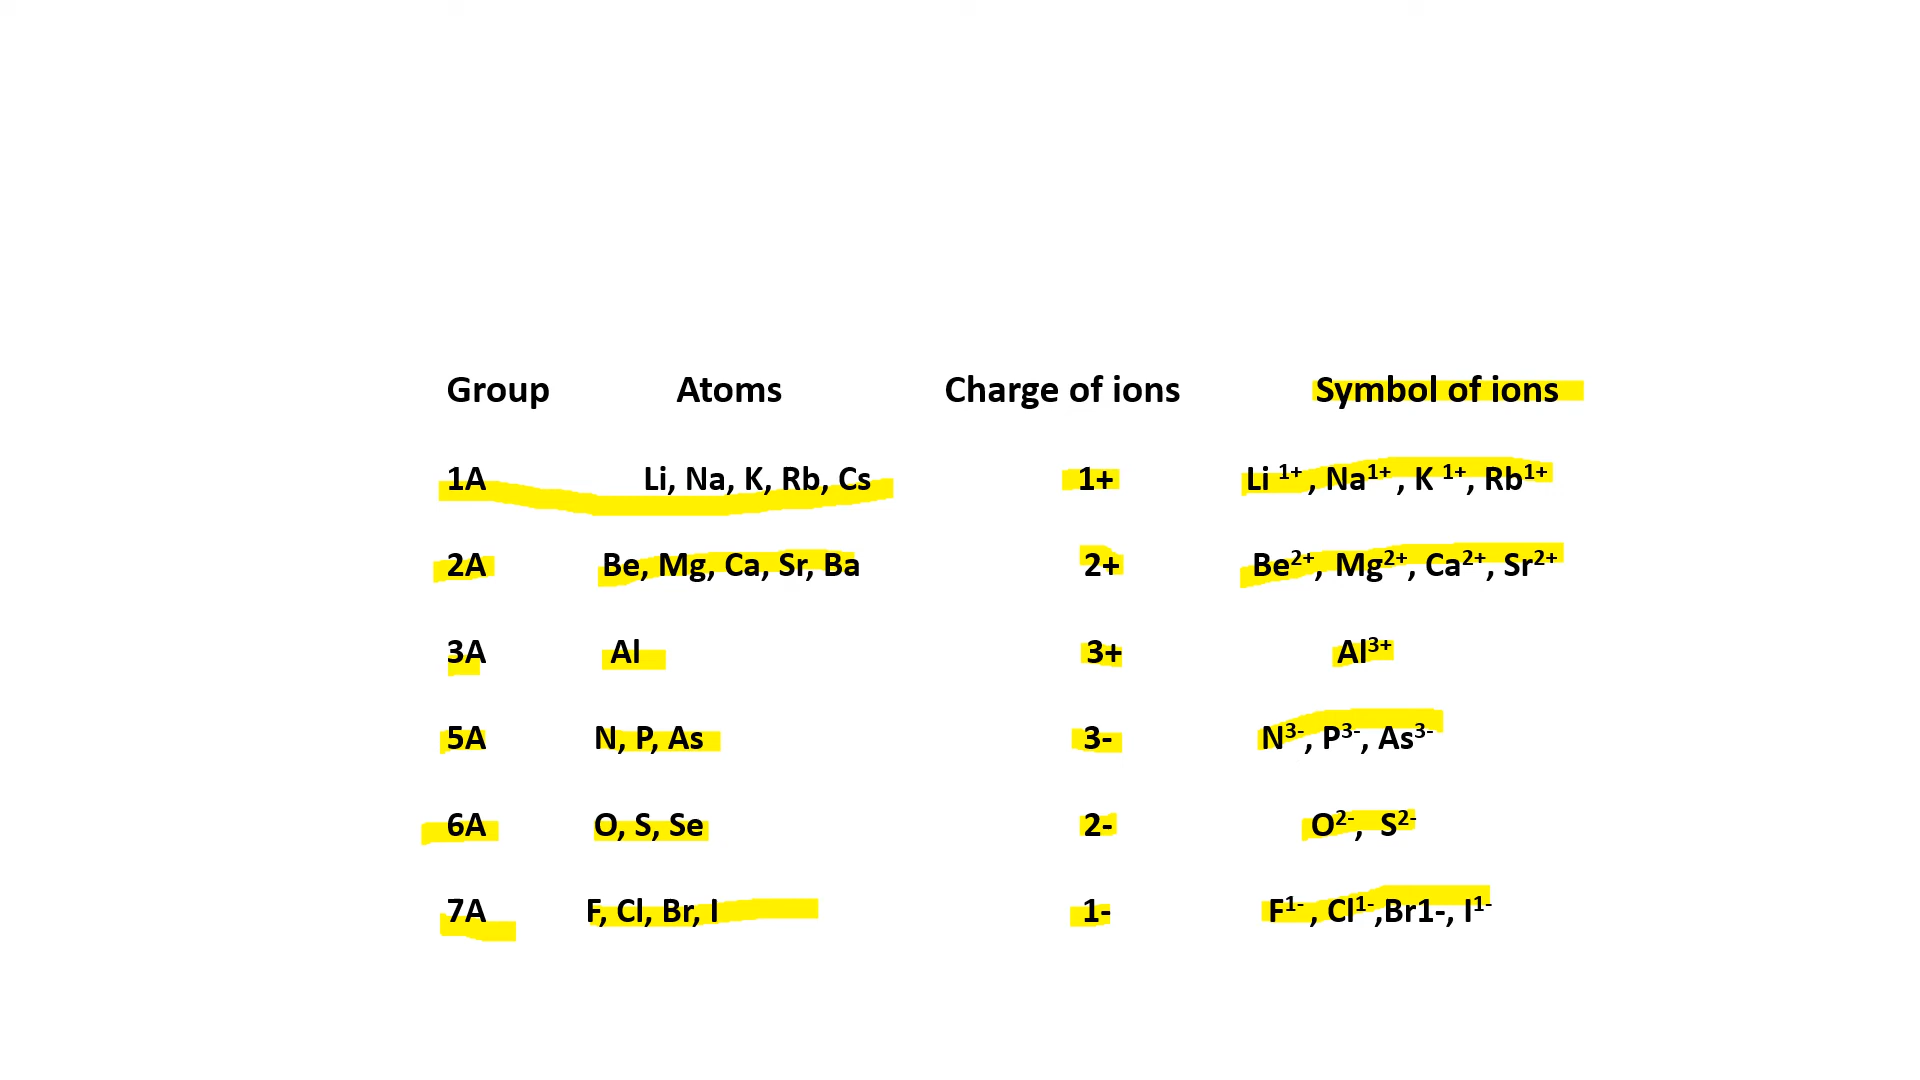 Group Atoms Charge of ions Symbol of ions
1A Li, Na, K, Rb, Cs 1+ Li ¹⁺ , Na¹⁺ , K ¹⁺, Rb¹⁺
2A Be, Mg, Ca, Sr, Ba 2+ Be²⁺, Mg²⁺, Ca²⁺, Sr²⁺
3A Al 3+ Al³⁺
5A N, P, As 3- N³⁻, P³⁻, As³⁻
6A O, S, Se 2- O²⁻, S²⁻
7A F, Cl, Br, I 1- F¹⁻ , Cl¹⁻,Br1-, I¹⁻